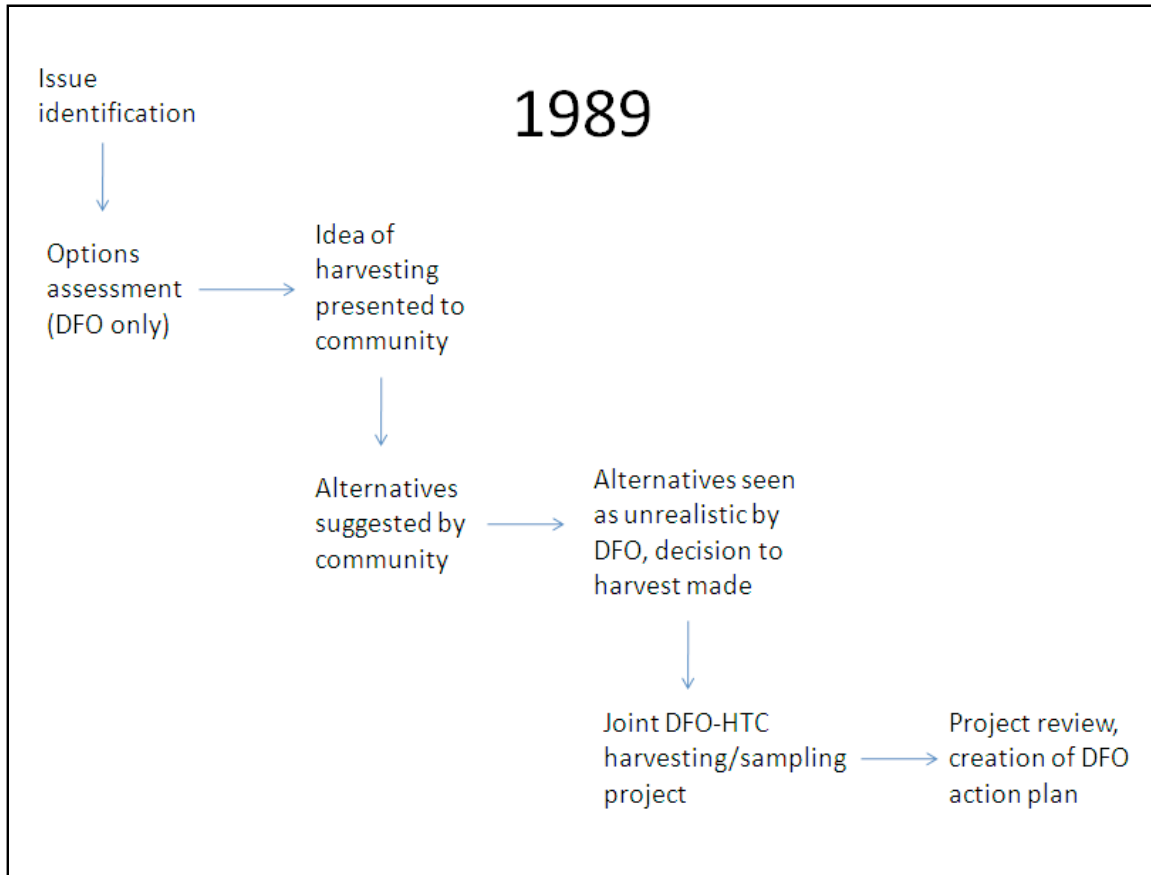 Issue
identification
1989
Options
assessment
(DFO only)
Idea of
harvesting
presented to
community
Alternatives
suggested by
community
Alternatives seen
as unrealistic by
DFO, decision to
harvest made
Joint DFO-HTC
harvesting/sampling
project
Project review,
creation of DFO
action plan